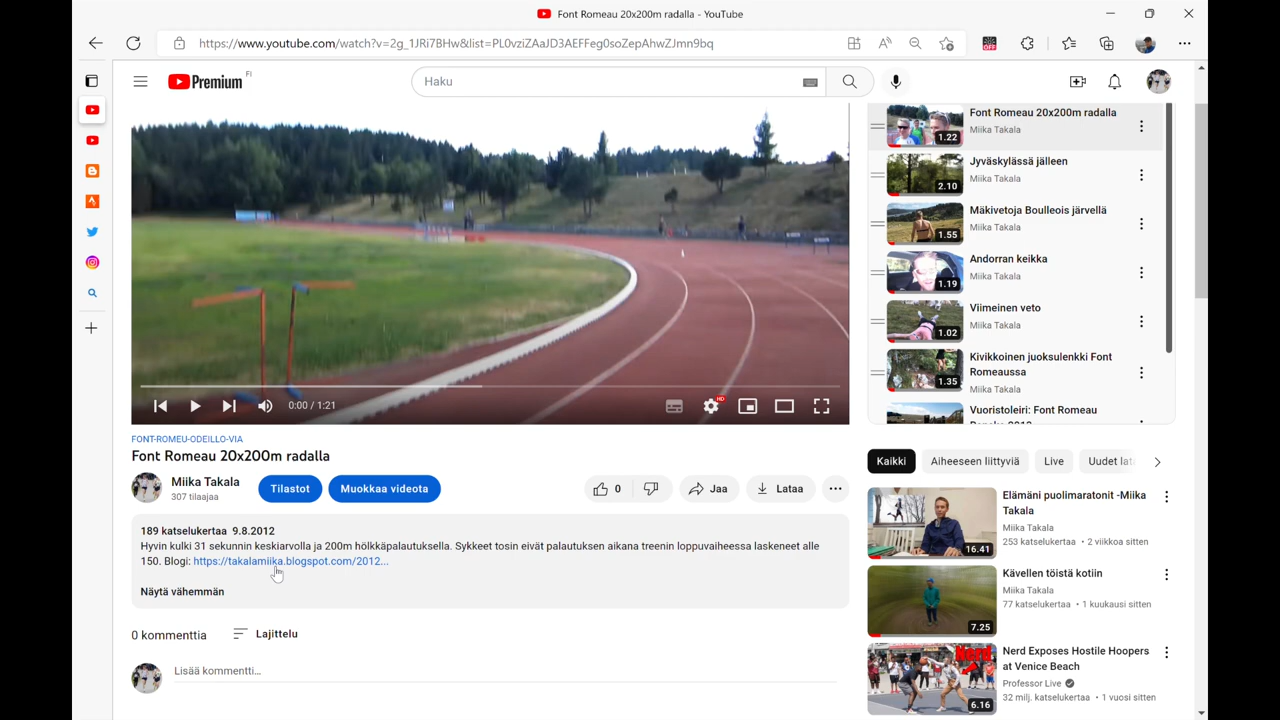 Font Romeau 20x200m radalla - YouTube
https://www.youtube.com/watch?v=2g_1JRi7BHw&list=PL0vziZAaJD3AEFFeg0soZepAhwZJmn9bq
OFF
Premium FI
Haku
0:00 / 1:21
HD
FONT-ROMEU-ODEILLO-VIA
Font Romeau 20x200m radalla
Miika Takala
307 tilaajaa
Tilastot
Muokkaa videota
0
Jaa
Lataa
189 katselukertaa 9.8.2012
Hyvin kulki 31 sekunnin keskiarvolla ja 200m hölkkäpalautuksella. Sykkeet tosin eivät palautuksen aikana treenin loppuvaiheessa laskeneet alle
150. Blogi: https://takalamiika.blogspot.com/2012...
Näytä vähemmän
0 kommenttia
Lajittelu
Lisää kommentti...
1.22
Font Romeau 20x200m radalla
Miika Takala
2.10
Jyväskylässä jälleen
Miika Takala
1.55
Mäkivetoja Boulleois järvellä
Miika Takala
1.19
Andorran keikka
Miika Takala
1.02
Viimeinen veto
Miika Takala
1.35
Kivikkoinen juoksulenkki Font
Romeaussa
Miika Takala
Vuoristoleiri: Font Romeau
Kaikki
Aiheeseen liittyviä
Live
Uudet
16.41
Elämäni puolimaratonit -Miika
Takala
Miika Takala
253 katselukertaa • 2 viikkoa sitten
7.25
Kävellen töistä kotiin
Miika Takala
77 katselukertaa • 1 kuukausi sitten
Nerd
6.16
Nerd Exposes Hostile Hoopers
at Venice Beach
Professor Live
32 milj. katselukertaa • 1 vuosi sitten